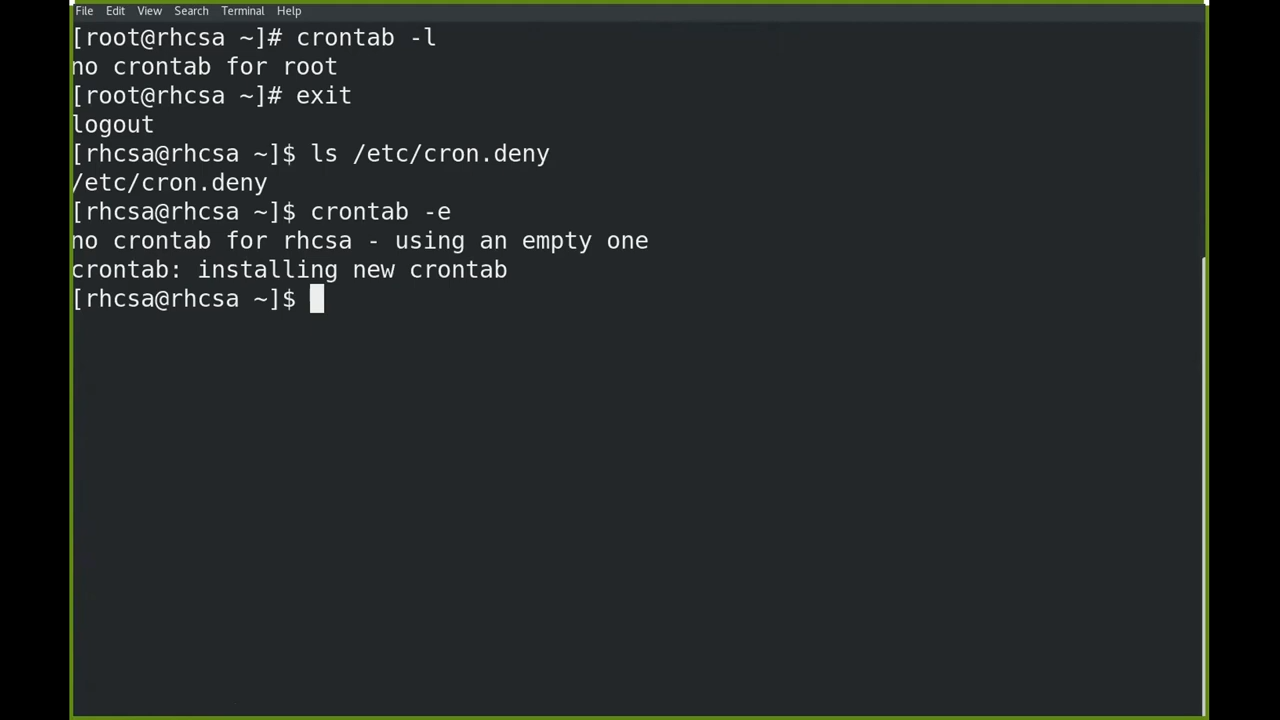 File Edit View Search Terminal Help
[root@rhcsa ~]# crontab -l
no crontab for root
[root@rhcsa ~]# exit
logout
[rhcsa@rhcsa ~]$ ls /etc/cron.deny
/etc/cron.deny
[rhcsa@rhcsa ~]$ crontab -e
no crontab for rhcsa - using an empty one
crontab: installing new crontab
[rhcsa@rhcsa ~]$